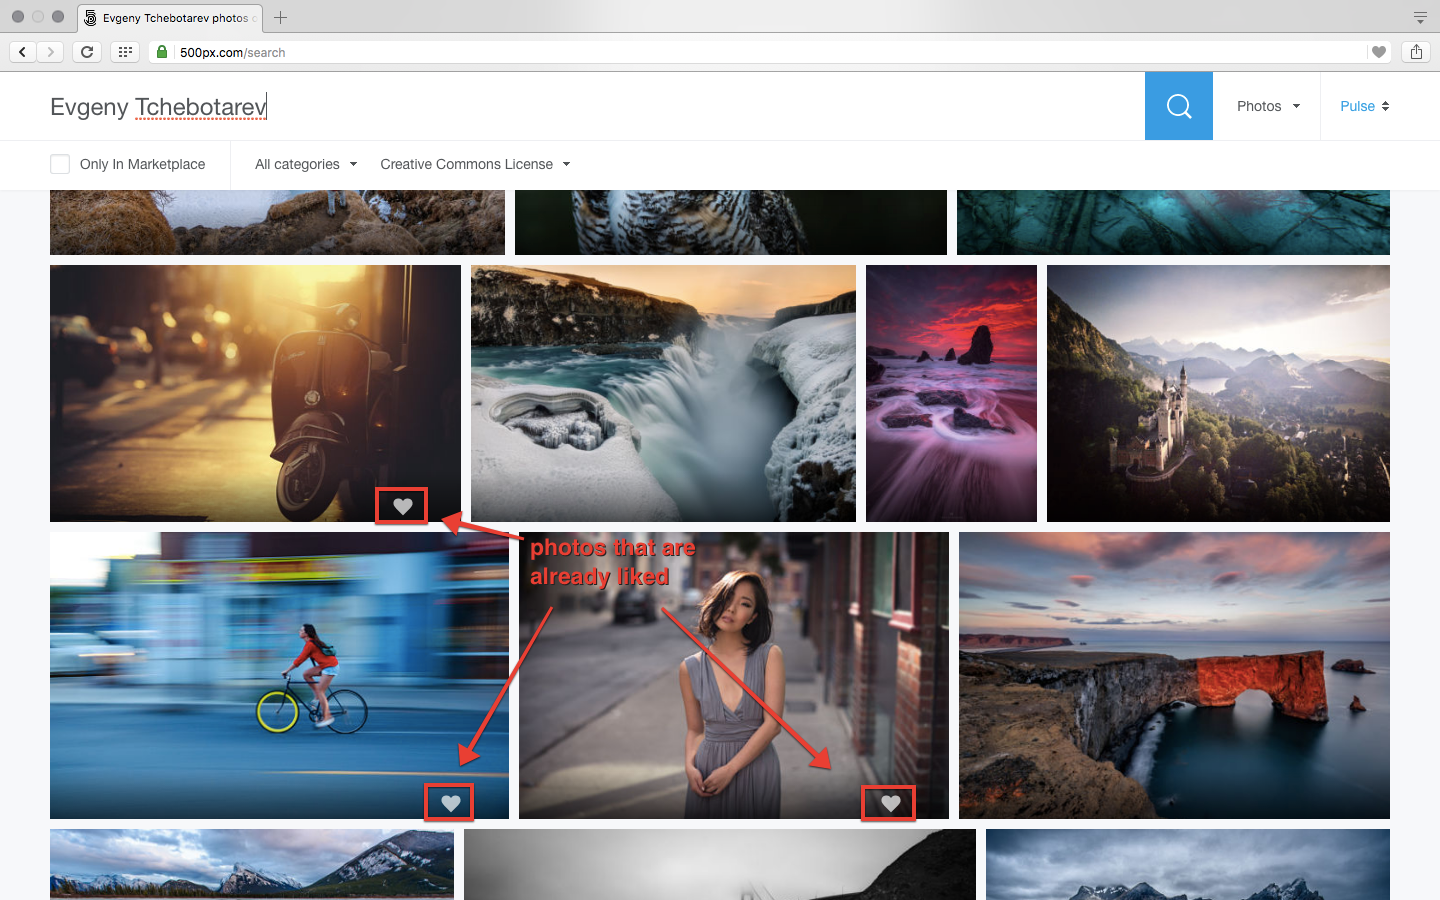 Evgeny Tchebotarev photos
500px.com/search
Evgeny Tchebotarev
Photos
Pulse
Only In Marketplace
All categories
Creative Commons License
photos that are
already liked